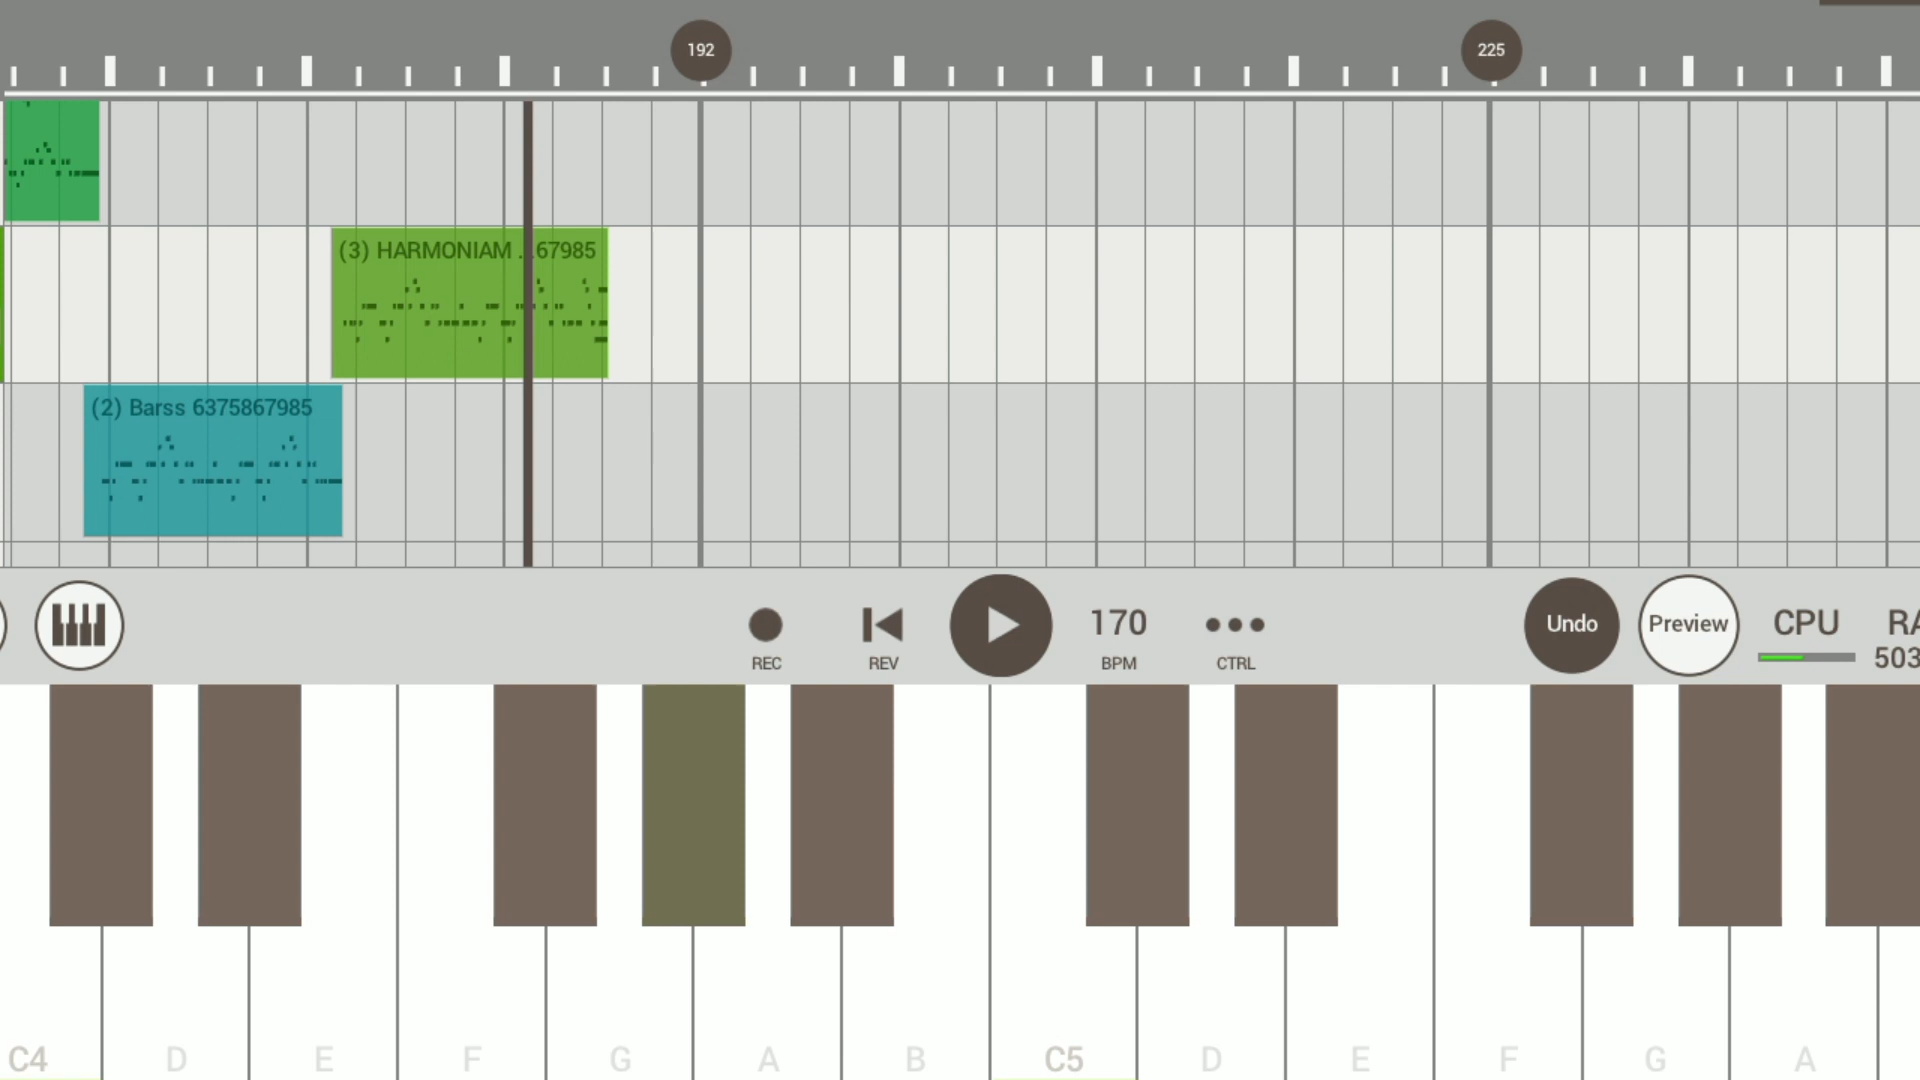 192
225
(3) HARMONIAM ...67985
(2) Barss 6375867985
REC
REV
170
BPM
CTRL
Undo
Preview
CPU
RA
503
C4 D E F G A B C5 D E F G A